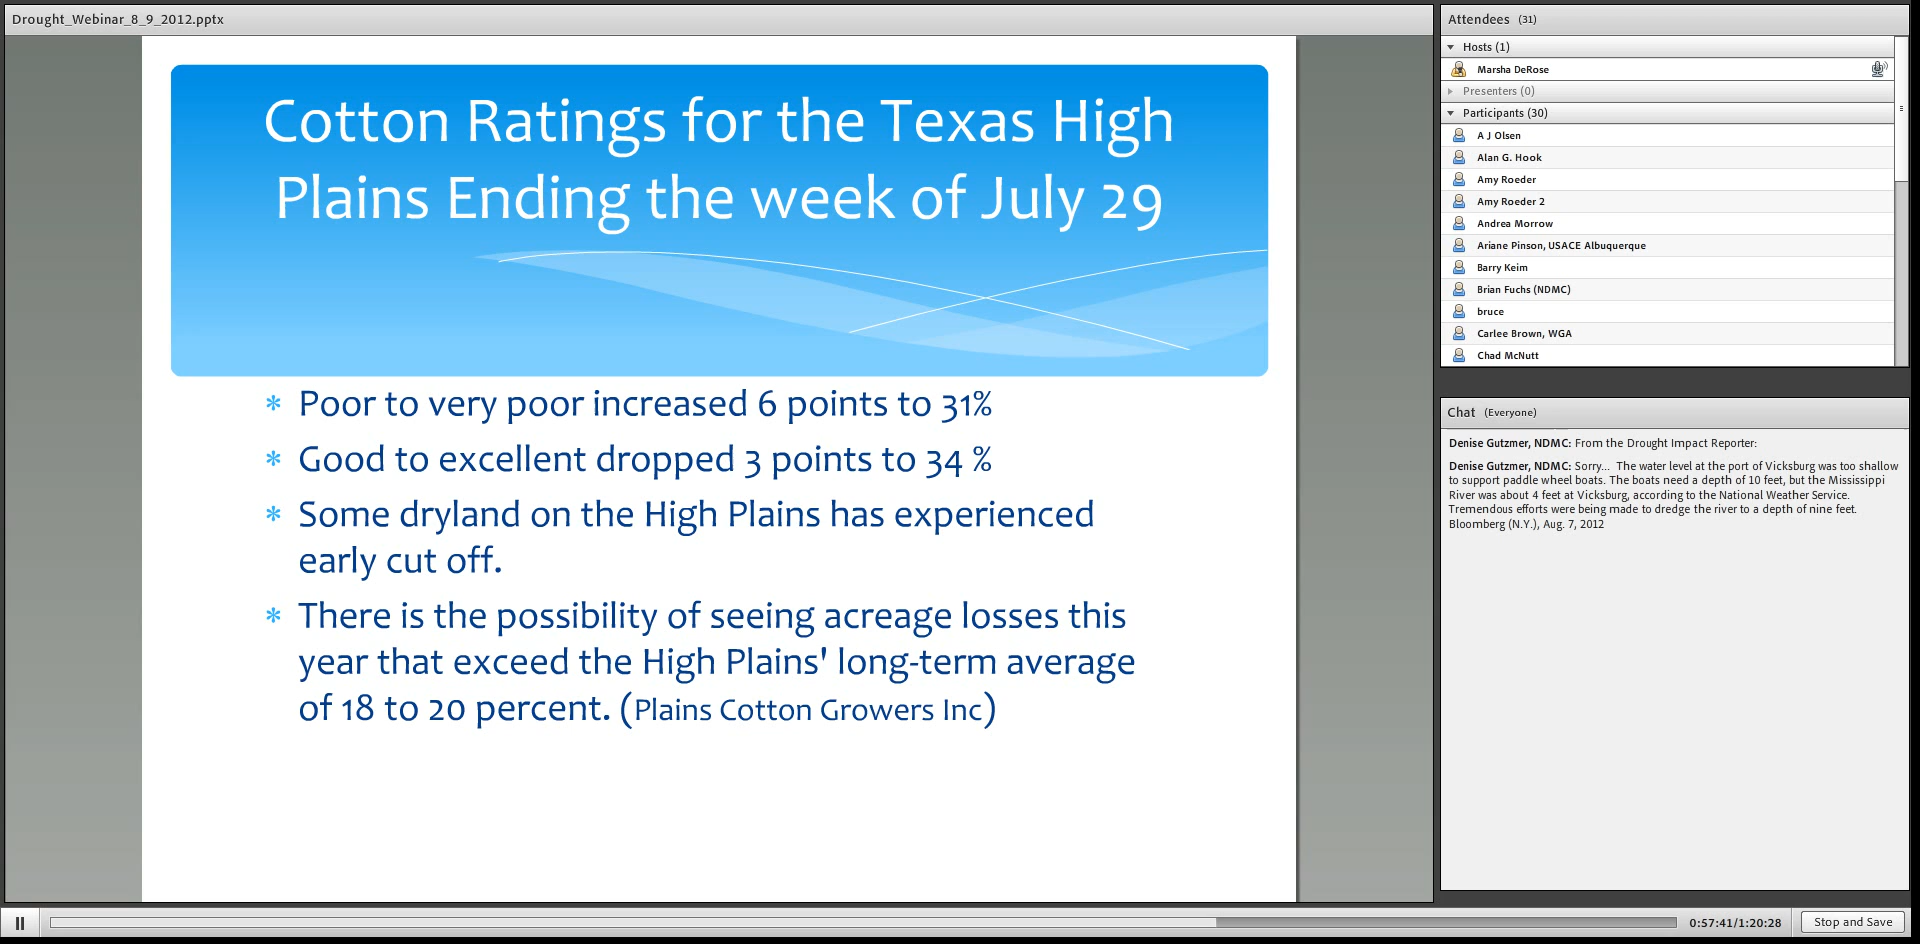 Drought_Webinar_8_9_2012.pptx
Cotton Ratings for the Texas High
Plains Ending the week of July 29
* Poor to very poor increased 6 points to 31%
* Good to excellent dropped 3 points to 34 %
* Some dryland on the High Plains has experienced
early cut off.
* There is the possibility of seeing acreage losses this
year that exceed the High Plains' long-term average
of 18 to 20 percent. (Plains Cotton Growers Inc)
Attendees (31)
Hosts (1)
Marsha DeRose
Presenters (0)
Participants (30)
A J Olsen
Alan G. Hook
Amy Roeder
Amy Roeder 2
Andrea Morrow
Ariane Pinson, USACE Albuquerque
Barry Keim
Brian Fuchs (NDMC)
bruce
Carlee Brown, WGA
Chad McNutt
Chat (Everyone)
Denise Gutzmer, NDMC: From the Drought Impact Reporter:
Denise Gutzmer, NDMC: Sorry... The water level at the port of Vicksburg was too shallow
to support paddle wheel boats. The boats need a depth of 10 feet, but the Mississippi
River was about 4 feet at Vicksburg, according to the National Weather Service.
Tremendous efforts were being made to dredge the river to a depth of nine feet.
Bloomberg (N.Y.), Aug. 7, 2012
0:57:41/1:20:28
Stop and Save